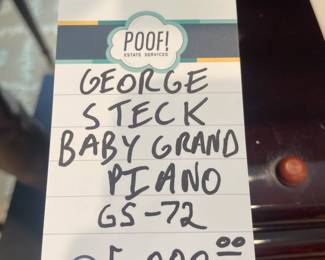 POOF!
ESTATE SERVICES
GEORGE
STECK
BABY GRAND
PIANO
GS-72